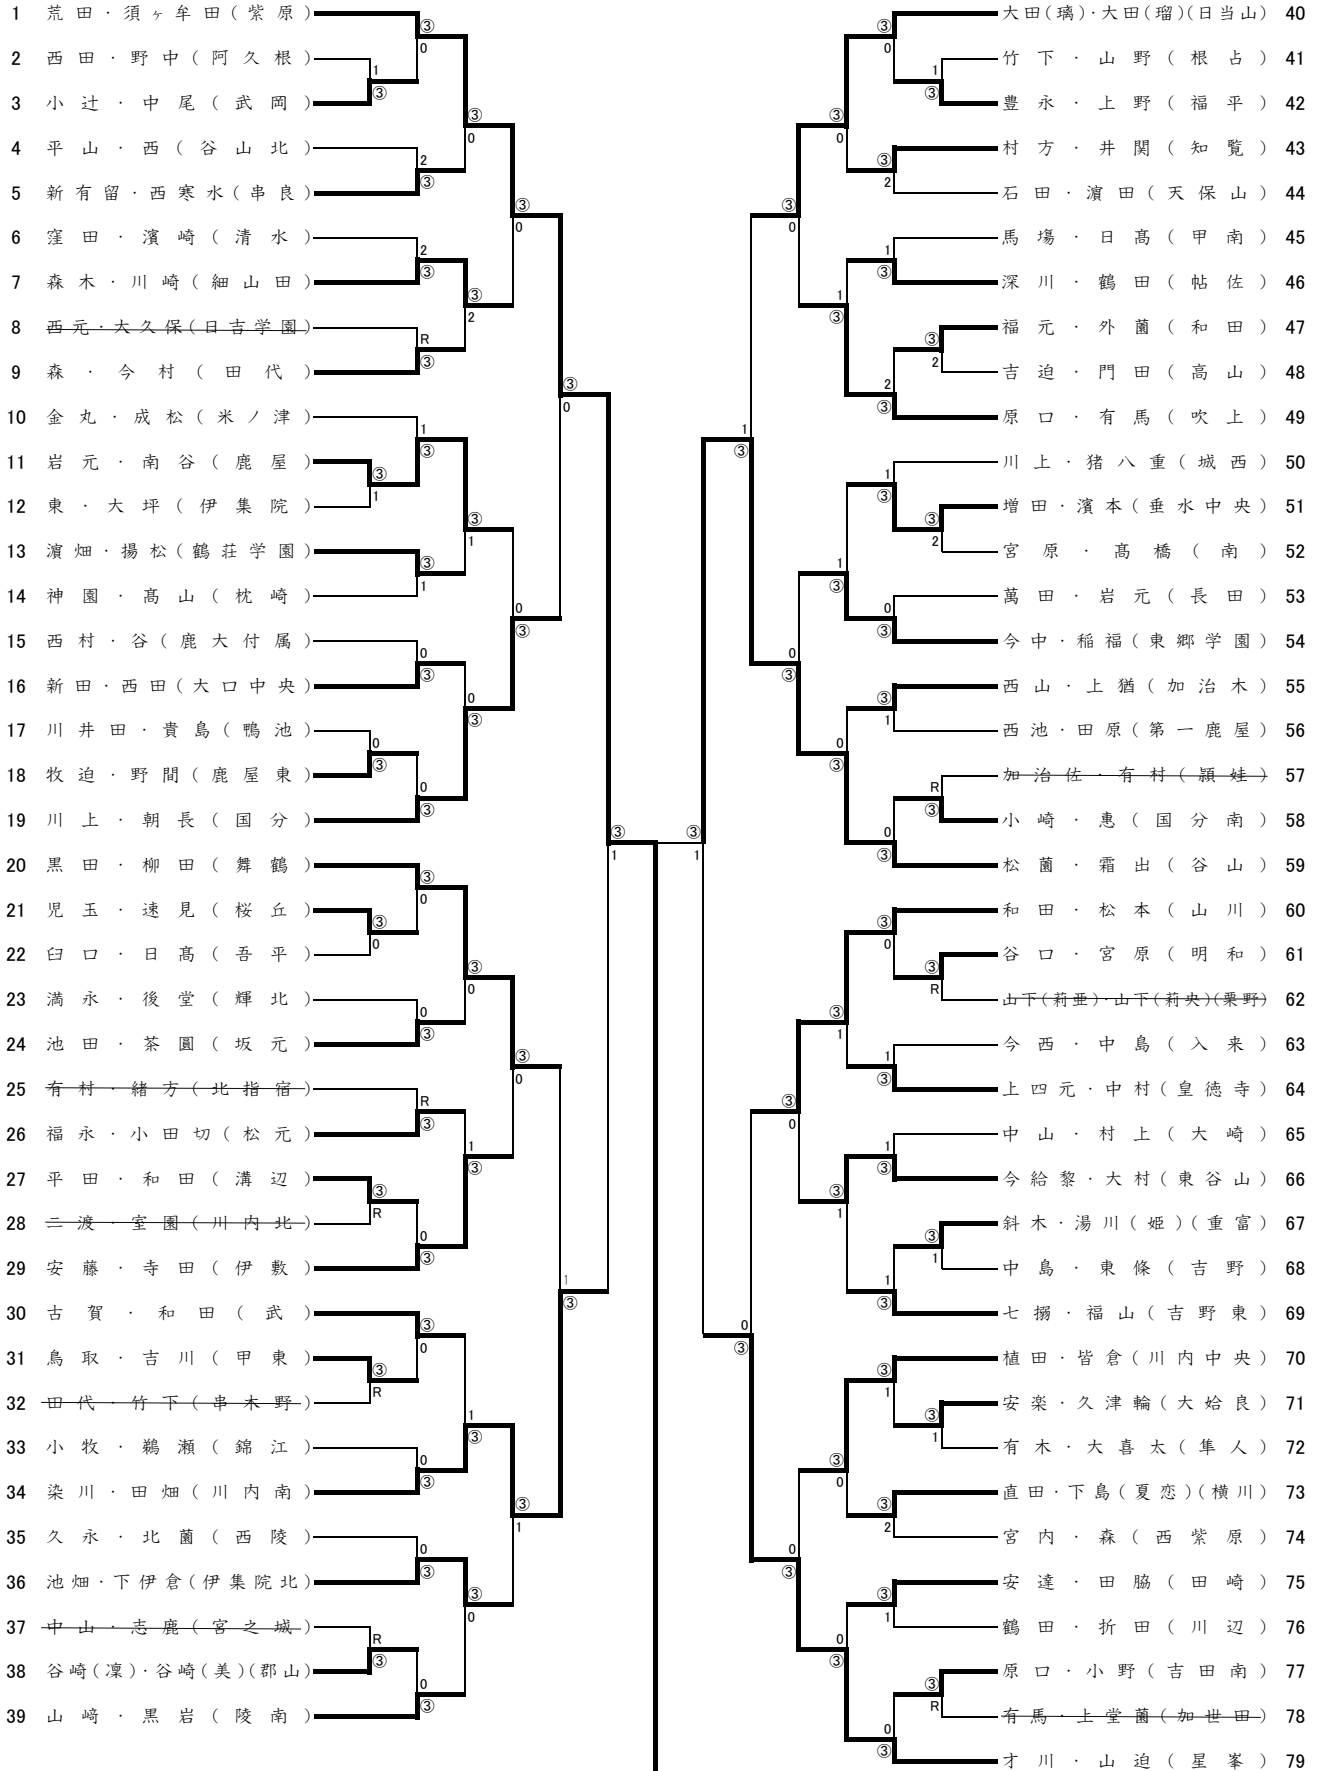 1 荒田・須ヶ牟田(紫原)
2 西田・野中(阿久根)
3 小辻・中尾(武岡)
4 平山・西(谷山北)
5 新有留・西寒水(串良)
6 窪田・濱崎(清水)
7 森木・川崎(細山田)
8 西元・大久保(日吉学園)
9 森・今村(田代)
10 金丸・成松(米ノ津)
11 岩元・南谷(鹿屋)
12 東・大坪(伊集院)
13 濵畑・揚松(鶴荘学園)
14 神園・髙山(枕崎)
15 西村・谷(鹿大付属)
16 新田・西田(大口中央)
17 川井田・貴島(鴨池)
18 牧迫・野間(鹿屋東)
19 川上・朝長(国分)
20 黒田・柳田(舞鶴)
21 児玉・速見(桜丘)
22 臼口・日髙(吾平)
23 満永・後堂(輝北)
24 池田・茶圓(坂元)
25 有村・緒方(北指宿)
26 福永・小田切(松元)
27 平田・和田(溝辺)
28 二渡・室園(川内北)
29 安藤・寺田(伊敷)
30 古賀・和田(武)
31 鳥取・吉川(甲東)
32 田代・竹下(串木野)
33 小牧・鵜瀬(錦江)
34 染川・田畑(川内南)
35 久永・北薗(西陵)
36 池畑・下伊倉(伊集院北)
37 中山・志鹿(宮之城)
38 谷崎(凜)・谷崎(美)(郡山)
39 山﨑・黒岩(陵南)
大田(璃)・大田(瑠)(日当山) 40
竹下・山野(根占) 41
豊永・上野(福平) 42
村方・井関(知覧) 43
石田・濵田(天保山) 44
馬場・日髙(甲南) 45
深川・鶴田(帖佐) 46
福元・外薗(和田) 47
吉迫・門田(高山) 48
原口・有馬(吹上) 49
川上・猪八重(城西) 50
増田・濱本(垂水中央) 51
宮原・髙橋(南) 52
萬田・岩元(長田) 53
今中・稲福(東郷学園) 54
西山・上猶(加治木) 55
西池・田原(第一鹿屋) 56
加治佐・有村(頴娃) 57
小崎・恵(国分南) 58
松薗・霜出(谷山) 59
和田・松本(山川) 60
谷口・宮原(明和) 61
山下(莉亜)・山下(莉央)(栗野) 62
今西・中島(入来) 63
上四元・中村(皇徳寺) 64
中山・村上(大崎) 65
今給黎・大村(東谷山) 66
斜木・湯川(姫)(重富) 67
中島・東條(吉野) 68
七搦・福山(吉野東) 69
植田・皆倉(川内中央) 70
安楽・久津輪(大姶良) 71
有木・大喜太(隼人) 72
直田・下島(夏恋)(横川) 73
宮内・森(西紫原) 74
安達・田脇(田崎) 75
鶴田・折田(川辺) 76
原口・小野(吉田南) 77
有馬・上堂薗(加世田) 78
才川・山迫(星峯) 79